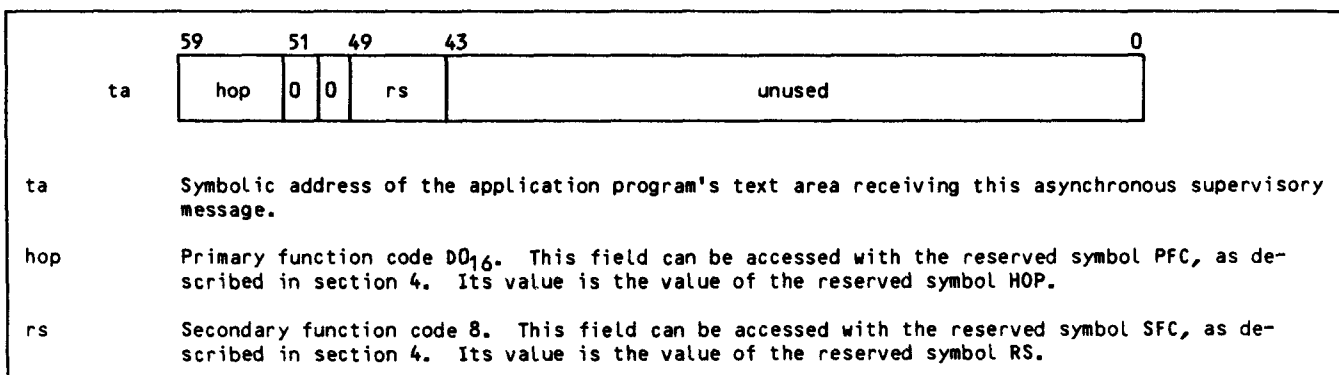 59 51 49 43 0
ta hop 0 0 rs unused
ta Symbolic address of the application program's text area receiving this asynchronous supervisory
message.
hop Primary function code D0₁₆. This field can be accessed with the reserved symbol PFC, as de-
scribed in section 4. Its value is the value of the reserved symbol HOP.
rs Secondary function code 8. This field can be accessed with the reserved symbol SFC, as de-
scribed in section 4. Its value is the value of the reserved symbol RS.